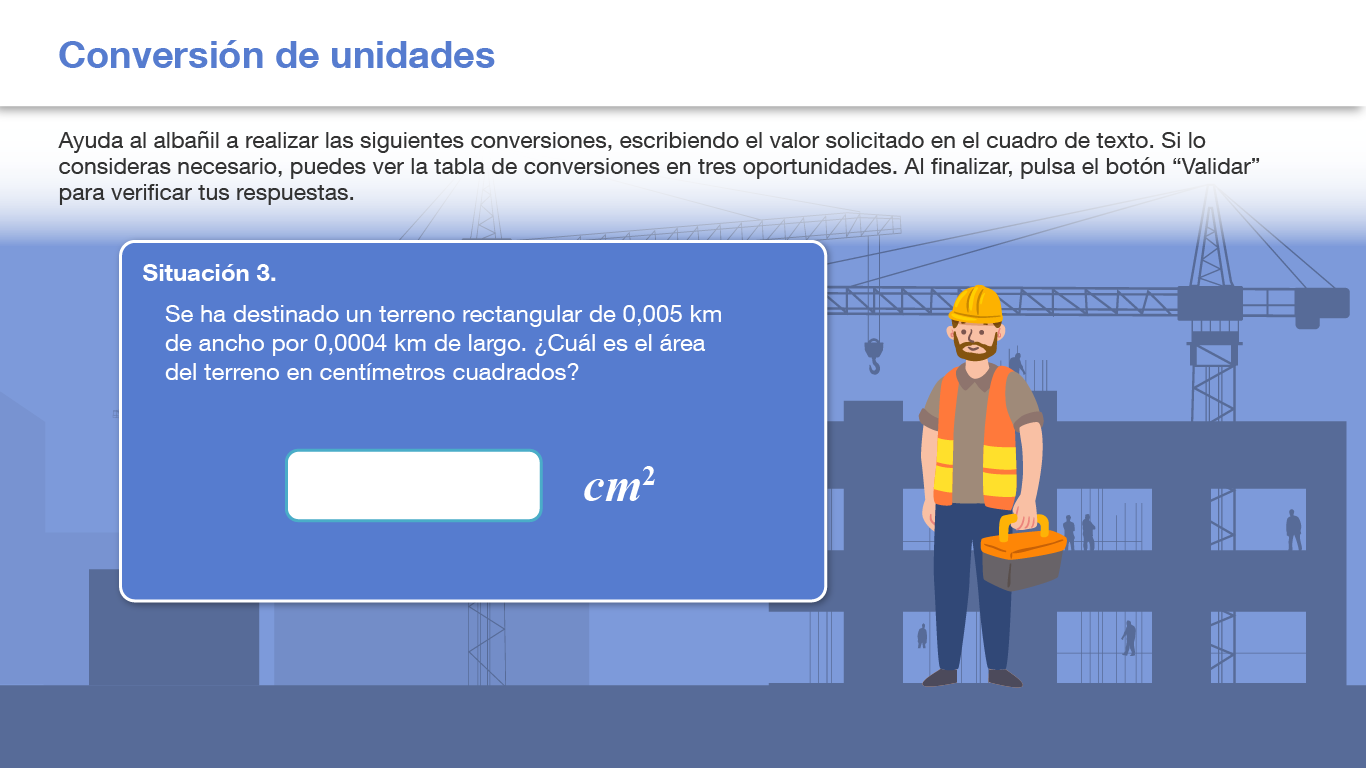 Conversión de unidades
Ayuda al albañil a realizar las siguientes conversiones, escribiendo el valor solicitado en el cuadro de texto. Si lo
consideras necesario, puedes ver la tabla de conversiones en tres oportunidades. Al finalizar, pulsa el botón “Validar”
para verificar tus respuestas.
Situación 3.
Se ha destinado un terreno rectangular de 0,005 km
de ancho por 0,0004 km de largo. ¿Cuál es el área
del terreno en centímetros cuadrados?
cm²